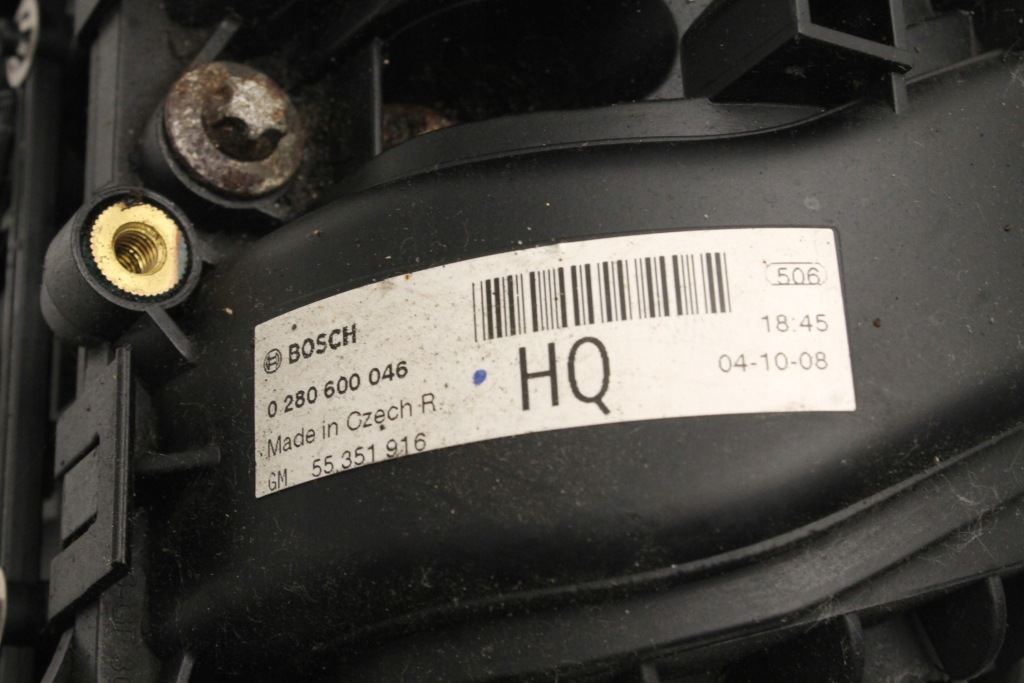 BOSCH
0 280 600 046
Made in Czech R.
GM 55 351 916
HQ
506
18:45
04-10-08